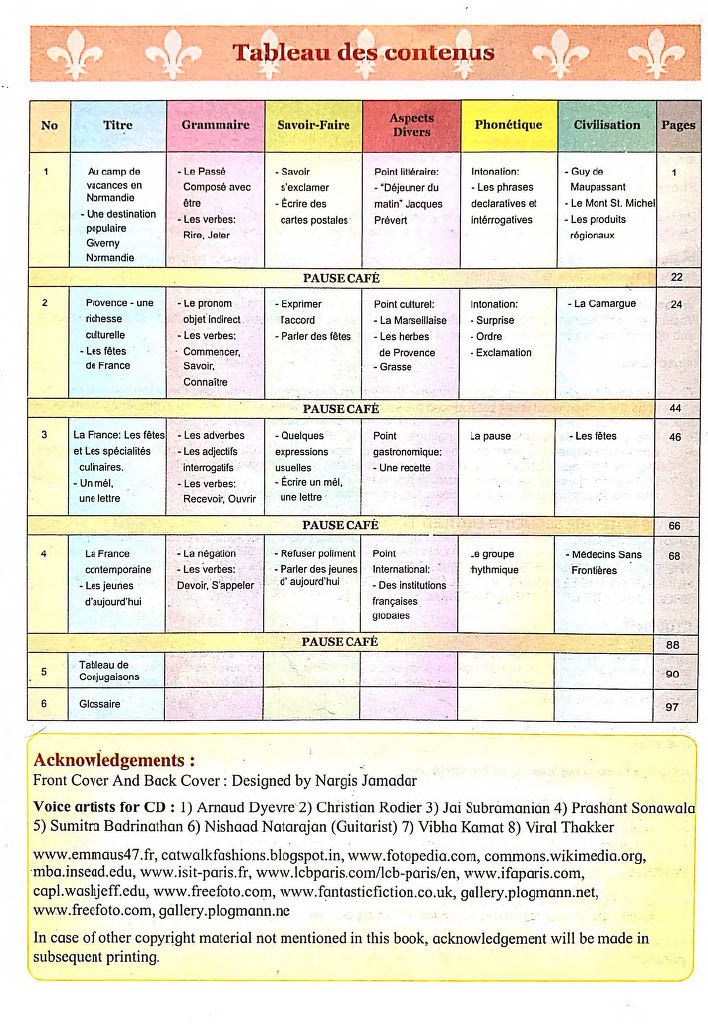 Tableau des contenus
No Titre Grammaire Savoir-Faire Aspects Divers Phonétique Civilisation Pages
1
Au camp de
vacances en
Normandie
- Une destination
populaire
Giverny
Normandie
- Le Passé
Composé avec
être
- Les verbes:
Rire, Jeter
- Savoir
s'exclamer
- Écrire des
cartes postales
Point littéraire:
- "Déjeuner du
matin" Jacques
Prévert
Intonation:
- Les phrases
declaratives et
intérrogatives
- Guy de
Maupassant
- Le Mont St. Michel
- Les produits
régionaux
1
PAUSE CAFÉ 22
2
Provence - une
richesse
culturelle
- Les fêtes
de France
- Le pronom
objet indirect
- Les verbes:
Commencer,
Savoir,
Connaître
- Exprimer
l'accord
- Parler des fêtes
Point culturel:
- La Marseillaise
- Les herbes
de Provence
- Grasse
Intonation:
- Surprise
- Ordre
- Exclamation
- La Camargue
24
PAUSE CAFÉ 44
3
La France: Les fêtes
et Les spécialités
culinaires.
- Un mél,
une lettre
- Les adverbes
- Les adjectifs
interrogatifs
- Les verbes:
Recevoir, Ouvrir
- Quelques
expressions
usuelles
- Écrire un mél,
une lettre
Point
gastronomique:
- Une recette
La pause
- Les fêtes
46
PAUSE CAFÉ 66
4
La France
contemporaine
- Les jeunes
d'aujourd'hui
- La négation
- Les verbes:
Devoir, S'appeler
- Refuser poliment
- Parler des jeunes
d' aujourd'hui
Point
International:
- Des institutions
françaises
globales
Le groupe
rhythmique
- Médecins Sans
Frontières
68
PAUSE CAFÉ 88
5
Tableau de
Conjugaisons
90
6
Glossaire
97
Acknowledgements :
Front Cover And Back Cover : Designed by Nargis Jamadar
Voice artists for CD : 1) Arnaud Dyevre 2) Christian Rodier 3) Jai Subramanian 4) Prashant Sonawala
5) Sumitra Badrinathan 6) Nishaad Natarajan (Guitarist) 7) Vibha Kamat 8) Viral Thakker
www.emmaus47.fr, catwalkfashions.blogspot.in, www.fotopedia.com, commons.wikimedia.org,
mba.insead.edu, www.isit-paris.fr, www.lcbparis.com/lcb-paris/en, www.ifaparis.com,
capl.washjeff.edu, www.freefoto.com, www.fantasticfiction.co.uk, gallery.plogmann.net,
www.freefoto.com, gallery.plogmann.ne
In case of other copyright material not mentioned in this book, acknowledgement will be made in
subsequent printing.